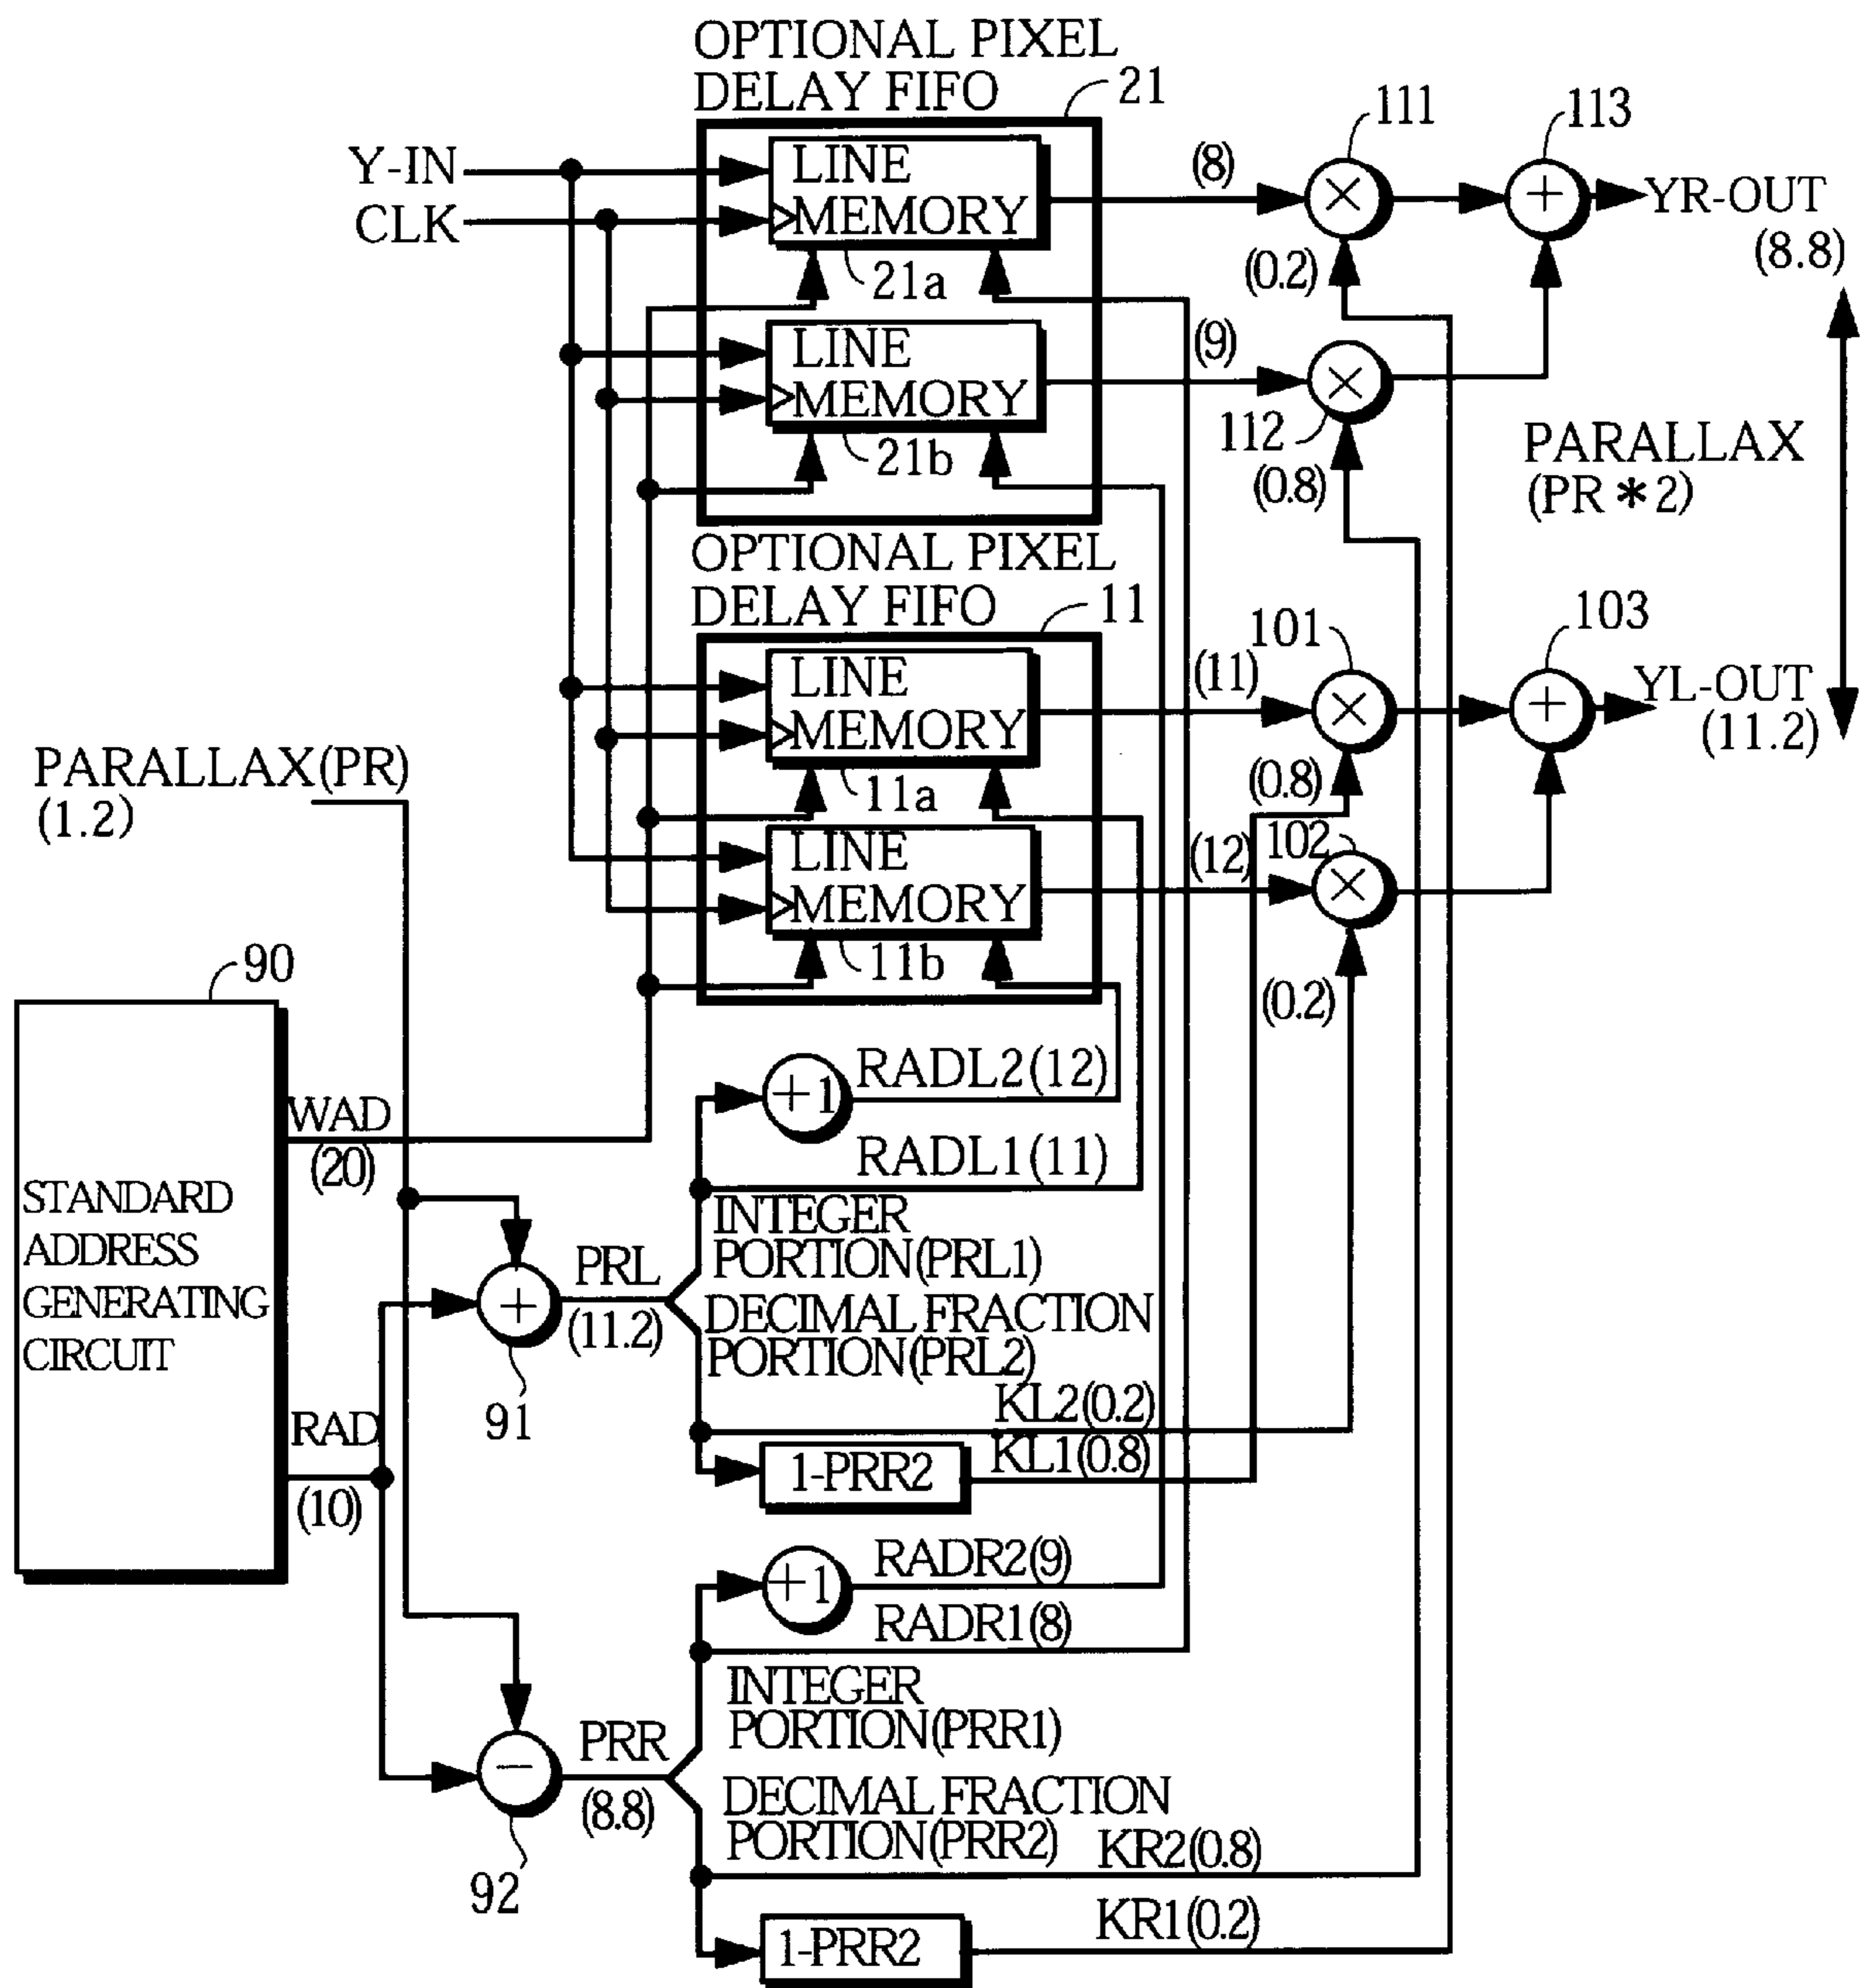 OPTIONAL PIXEL
DELAY FIFO
21
111
113
Y-IN
CLK
LINE
MEMORY
21a
(8)
(0.2)
YR-OUT
(8.8)
LINE
MEMORY
21b
(9)
112
(0.8)
PARALLAX
(PR*2)
OPTIONAL PIXEL
DELAY FIFO
11
101
103
LINE
MEMORY
11a
(11)
(0.8)
YL-OUT
(11.2)
PARALLAX(PR)
(1.2)
LINE
MEMORY
11b
(12)
102
(0.2)
90
STANDARD
ADDRESS
GENERATING
CIRCUIT
WAD
(20)
RAD
(10)
+1
RADL2(12)
RADL1(11)
INTEGER
PORTION(PRL1)
PRL
(11.2)
+
91
DECIMAL FRACTION
PORTION(PRL2)
KL2(0.2)
KL1(0.8)
1-PRR2
+1
RADR2(9)
RADR1(8)
INTEGER
PORTION(PRR1)
PRR
(8.8)
−
92
DECIMAL FRACTION
PORTION(PRR2)
KR2(0.8)
KR1(0.2)
1-PRR2